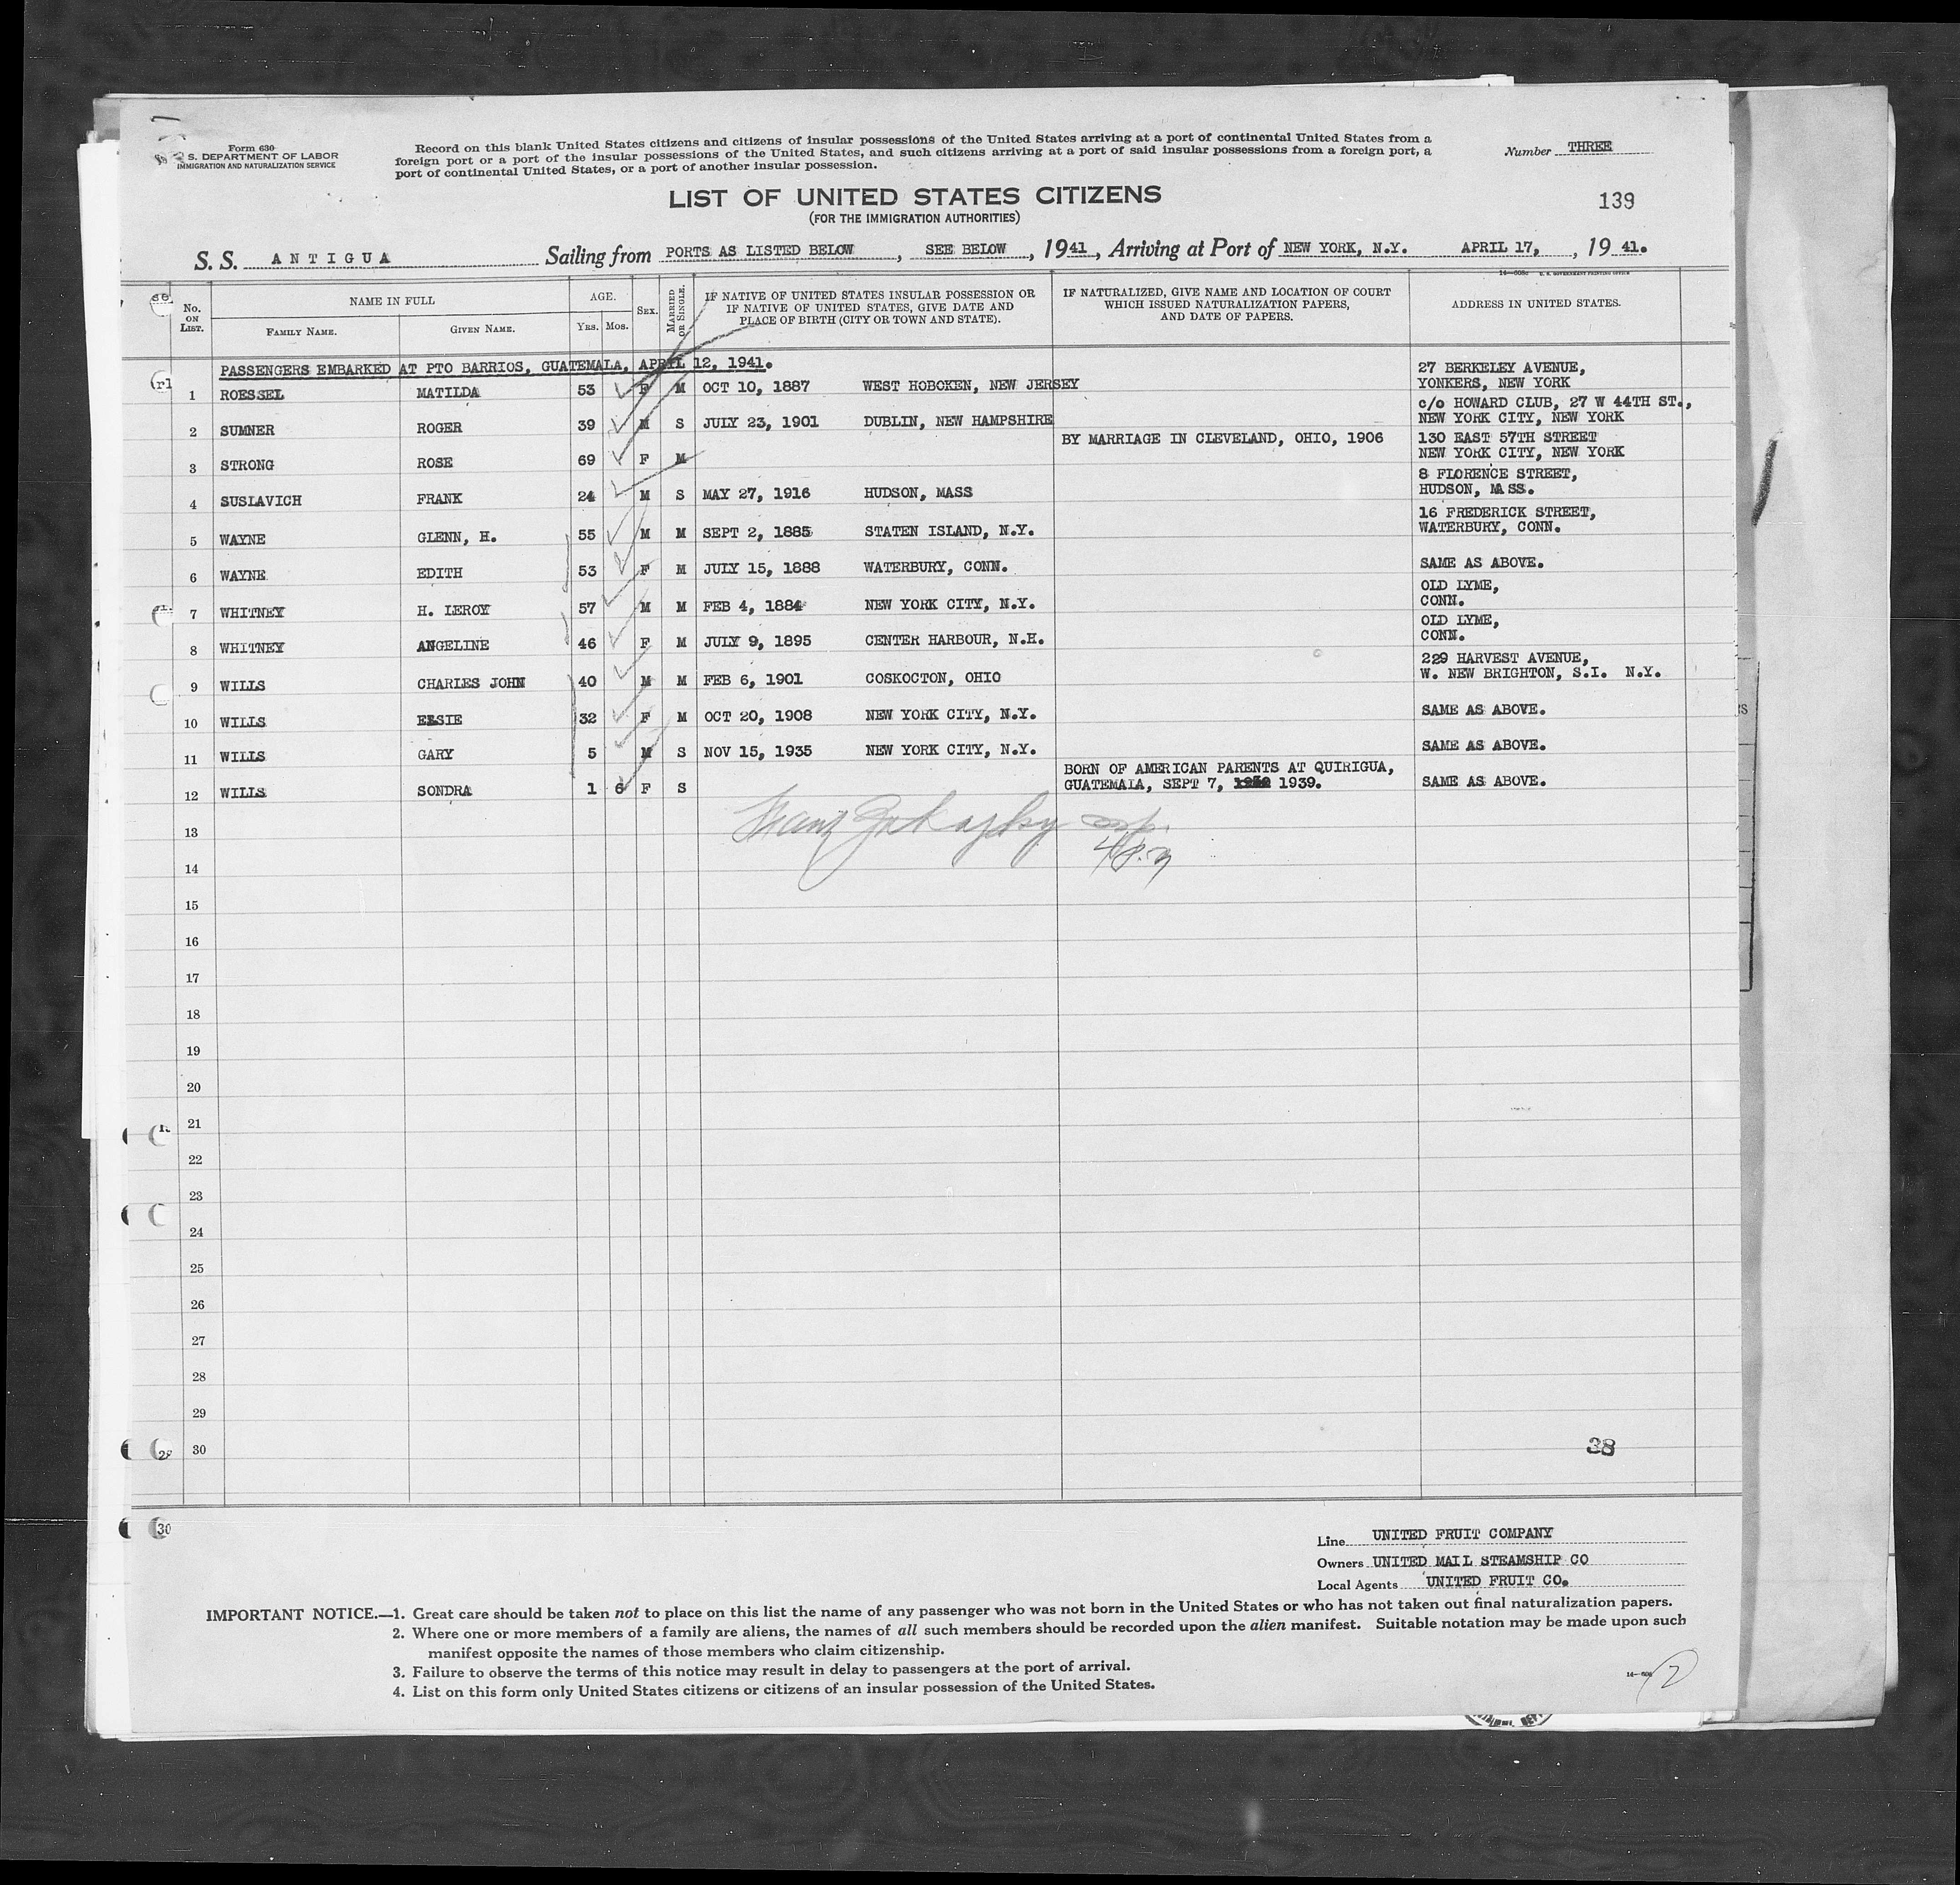 Form 630
S. DEPARTMENT OF LABOR
IMMIGRATION AND NATURALIZATION SERVICE
Record on this blank United States citizens and citizens of insular possessions of the United States arriving at a port of continental United States from a
foreign port or a port of the insular possessions of the United States, and such citizens arriving at a port of said insular possessions from a foreign port, a
port of continental United States, or a port of another insular possession.
Number THREE
LIST OF UNITED STATES CITIZENS
(FOR THE IMMIGRATION AUTHORITIES)
139
S. S. ANTIGUA Sailing from PORTS AS LISTED BELOW, SEE BELOW, 1941, Arriving at Port of NEW YORK, N.Y. APRIL 17, , 19 41.
No. ON LIST. NAME IN FULL AGE. SEX. MARRIED OR SINGLE. IF NATIVE OF UNITED STATES INSULAR POSSESSION OR IF NATIVE OF UNITED STATES, GIVE DATE AND PLACE OF BIRTH (CITY OR TOWN AND STATE). IF NATURALIZED, GIVE NAME AND LOCATION OF COURT WHICH ISSUED NATURALIZATION PAPERS, AND DATE OF PAPERS. ADDRESS IN UNITED STATES.
FAMILY NAME. GIVEN NAME. YRS. MOS.
PASSENGERS EMBARKED AT PTO BARRIOS, GUATEMALA, APRIL 12, 1941.
1 ROESSEL MATILDA 53 F M OCT 10, 1887 WEST HOBOKEN, NEW JERSEY 27 BERKELEY AVENUE, YONKERS, NEW YORK
2 SUMNER ROGER 39 M S JULY 23, 1901 DUBLIN, NEW HAMPSHIRE c/o HOWARD CLUB, 27 W 44TH ST., NEW YORK CITY, NEW YORK
3 STRONG ROSE 69 F M BY MARRIAGE IN CLEVELAND, OHIO, 1906 130 EAST 57TH STREET NEW YORK CITY, NEW YORK
4 SUSLAVICH FRANK 24 M S MAY 27, 1916 HUDSON, MASS 8 FLORENCE STREET, HUDSON, MASS.
5 WAYNE GLENN, H. 55 M M SEPT 2, 1885 STATEN ISLAND, N.Y. 16 FREDERICK STREET, WATERBURY, CONN.
6 WAYNE EDITH 53 F M JULY 15, 1888 WATERBURY, CONN. SAME AS ABOVE.
7 WHITNEY H. LEROY 57 M M FEB 4, 1884 NEW YORK CITY, N.Y. OLD LYME, CONN.
8 WHITNEY ANGELINE 46 F M JULY 9, 1895 CENTER HARBOUR, N.H. OLD LYME, CONN.
9 WILLS CHARLES JOHN 40 M M FEB 6, 1901 COSKOCTON, OHIO 229 HARVEST AVENUE, W. NEW BRIGHTON, S.I. N.Y.
10 WILLS ELSIE 32 F M OCT 20, 1908 NEW YORK CITY, N.Y. SAME AS ABOVE.
11 WILLS GARY 5 M S NOV 15, 1935 NEW YORK CITY, N.Y. SAME AS ABOVE.
12 WILLS SONDRA 1 6 F S BORN OF AMERICAN PARENTS AT QUIRIGUA, GUATEMALA, SEPT 7, 1939. SAME AS ABOVE.
13
14
15
16
17
18
19
20
21
22
23
24
25
26
27
28
29
30
38
Line UNITED FRUIT COMPANY
Owners UNITED MAIL STEAMSHIP CO
Local Agents UNITED FRUIT CO.
IMPORTANT NOTICE.—1. Great care should be taken not to place on this list the name of any passenger who was not born in the United States or who has not taken out final naturalization papers.
2. Where one or more members of a family are aliens, the names of all such members should be recorded upon the alien manifest. Suitable notation may be made upon such
manifest opposite the names of those members who claim citizenship.
3. Failure to observe the terms of this notice may result in delay to passengers at the port of arrival.
4. List on this form only United States citizens or citizens of an insular possession of the United States.